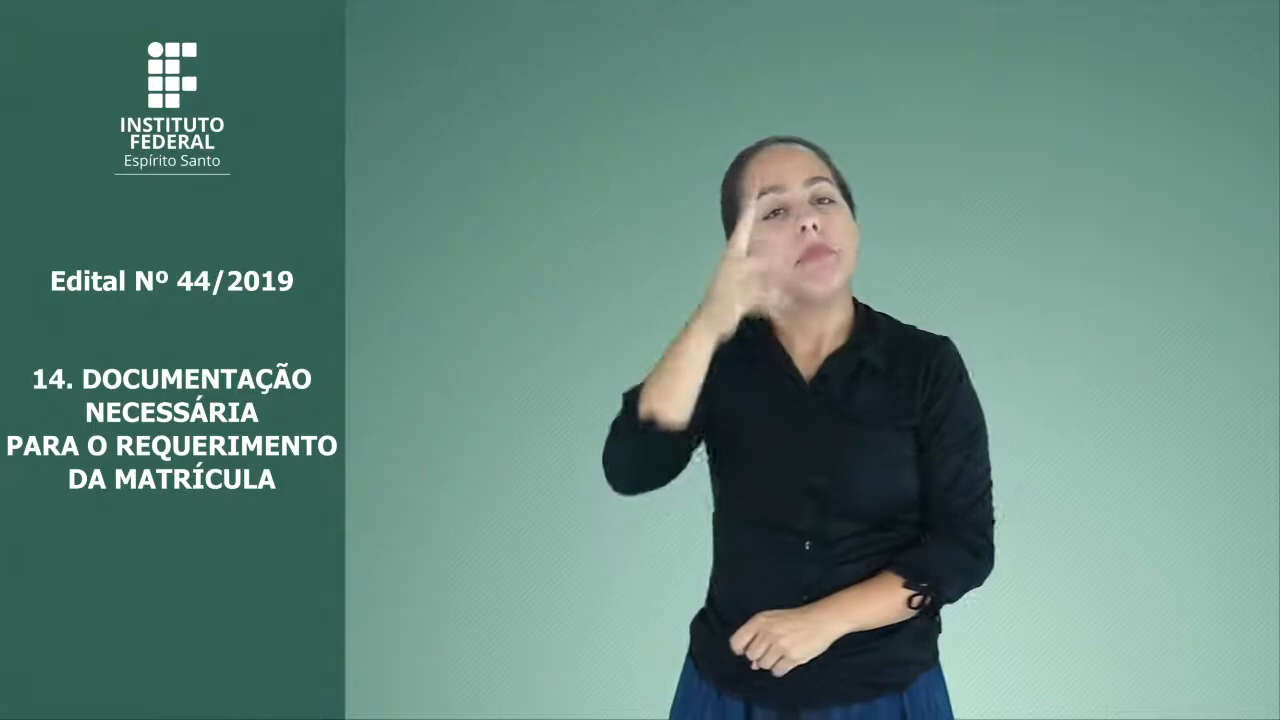 INSTITUTO
FEDERAL
Espírito Santo
Edital Nº 44/2019
14. DOCUMENTAÇÃO
NECESSÁRIA
PARA O REQUERIMENTO
DA MATRÍCULA